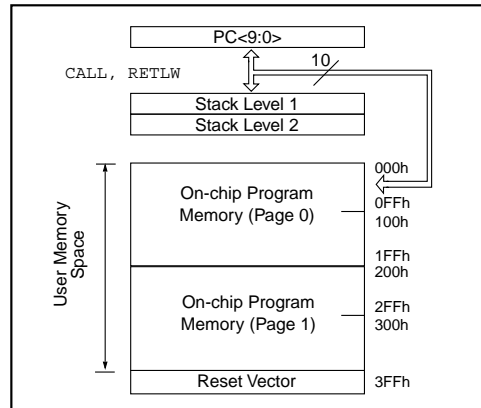 PC<9:0>
10
CALL, RETLW
Stack Level 1
Stack Level 2
User Memory
Space
000h
On-chip Program
Memory (Page 0)
0FFh
100h
1FFh
200h
On-chip Program
Memory (Page 1)
2FFh
300h
Reset Vector
3FFh